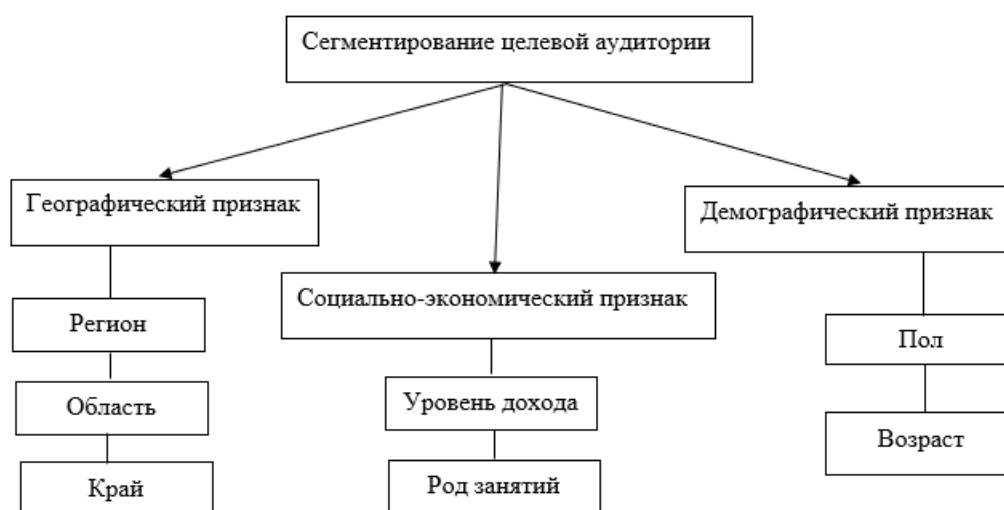 Сегментирование целевой аудитории
Географический признак
Регион
Область
Край
Социально-экономический признак
Уровень дохода
Род занятий
Демографический признак
Пол
Возраст